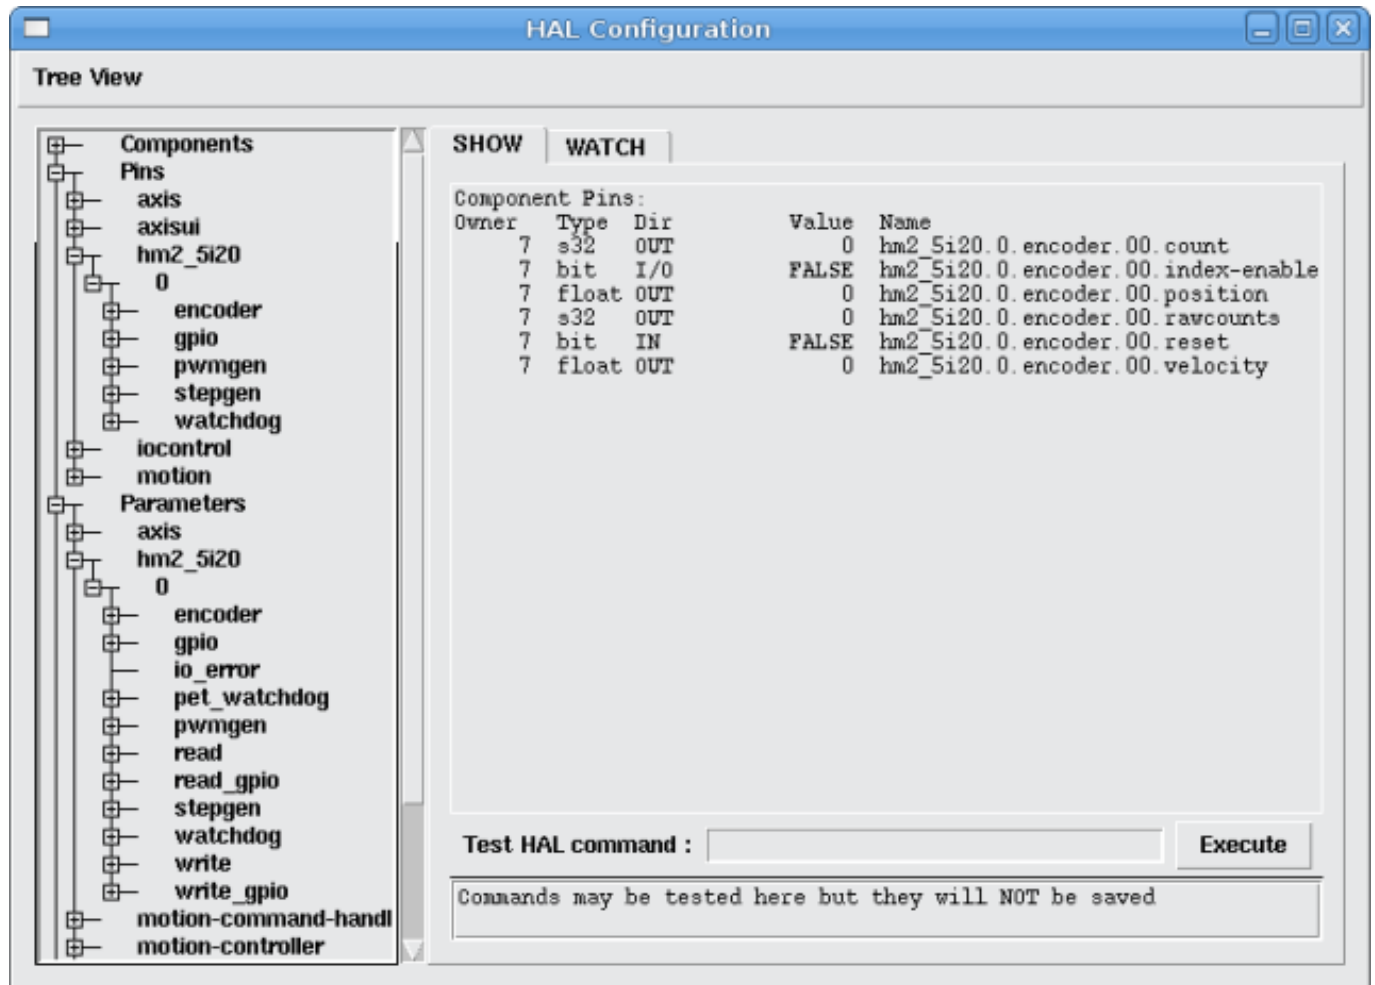 HAL Configuration
Tree View
Components
Pins
axis
axisui
hm2_5i20
0
encoder
gpio
pwmgen
stepgen
watchdog
iocontrol
motion
Parameters
axis
hm2_5i20
0
encoder
gpio
io_error
pet_watchdog
pwmgen
read
read_gpio
stepgen
watchdog
write
write_gpio
motion-command-handl
motion-controller
SHOW WATCH
Component Pins:
Owner Type Dir Value Name
7 s32 OUT 0 hm2_5i20.0.encoder.00.count
7 bit I/O FALSE hm2_5i20.0.encoder.00.index-enable
7 float OUT 0 hm2_5i20.0.encoder.00.position
7 s32 OUT 0 hm2_5i20.0.encoder.00.rawcounts
7 bit IN FALSE hm2_5i20.0.encoder.00.reset
7 float OUT 0 hm2_5i20.0.encoder.00.velocity
Test HAL command : Execute
Commands may be tested here but they will NOT be saved